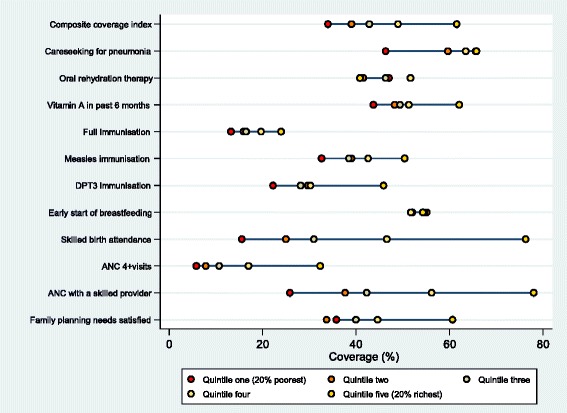 Composite coverage index
Careseeking for pneumonia
Oral rehydration therapy
Vitamin A in past 6 months
Full Immunisation
Measles immunisation
DPT3 Immunisation
Early start of breastfeeding
Skilled birth attendance
ANC 4+visits
ANC with a skilled provider
Family planning needs satisfied
0 20 40 60 80
Coverage (%)
Quintile one (20% poorest) Quintile two Quintile three
Quintile four Quintile five (20% richest)